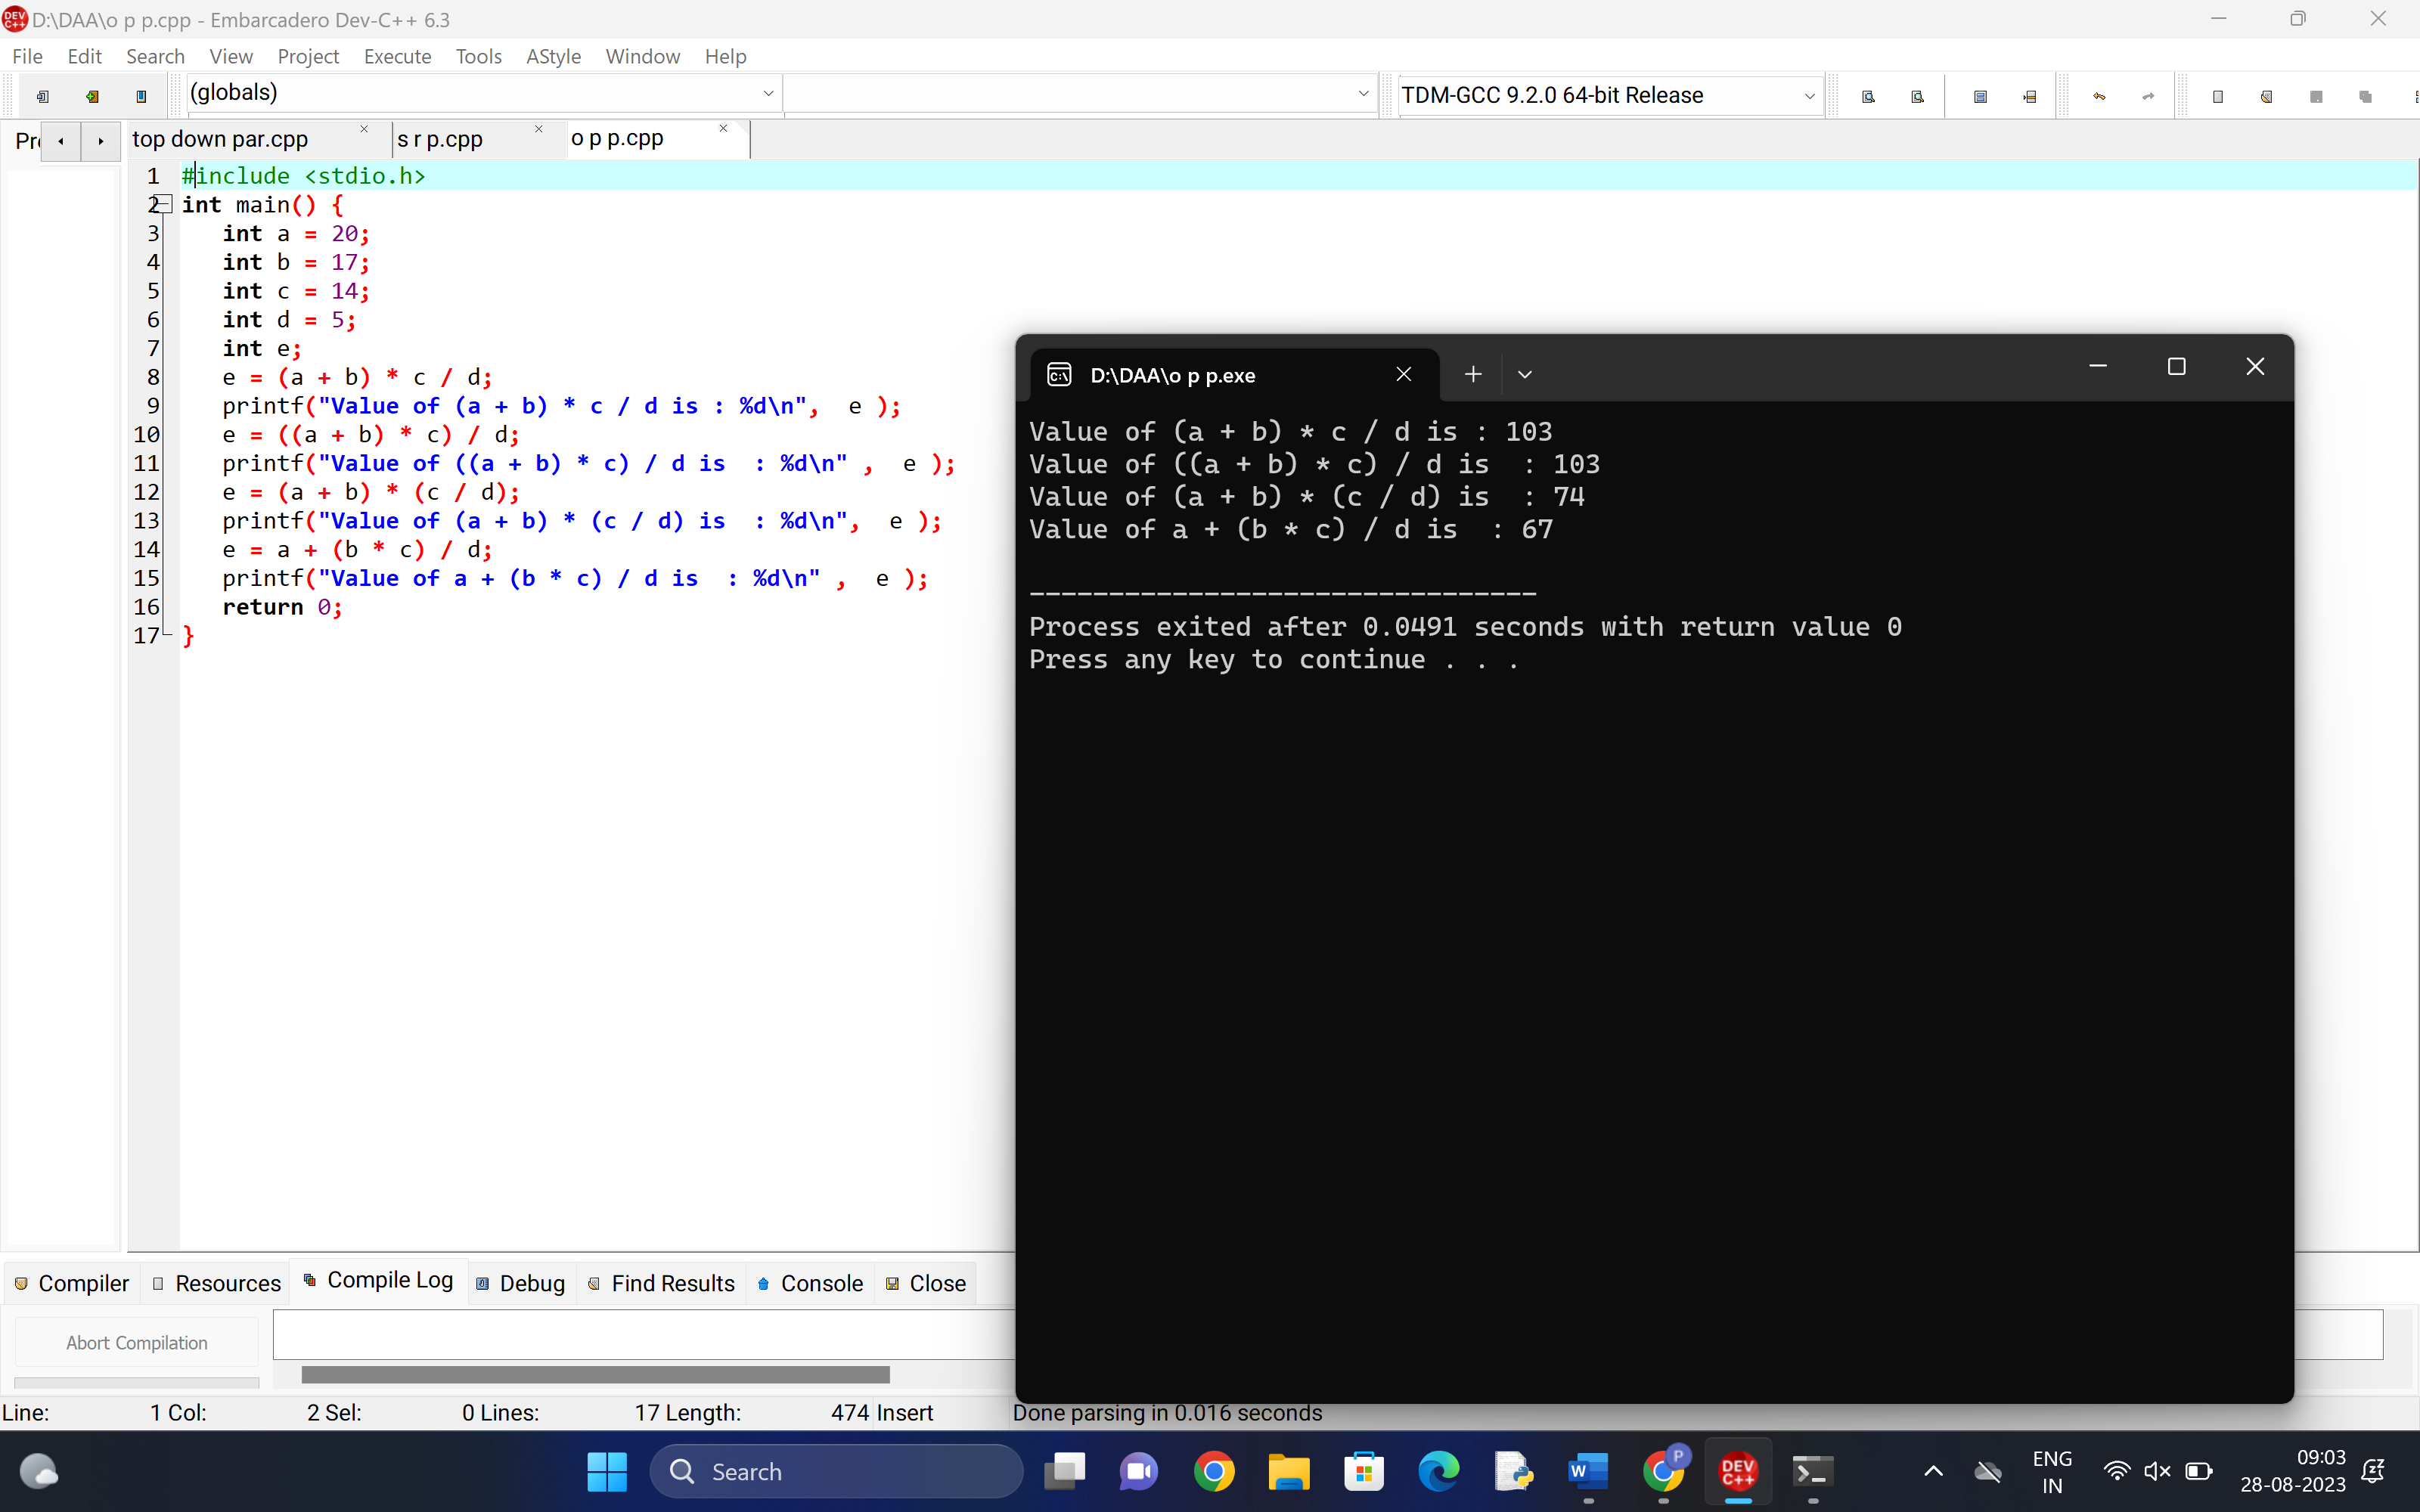 D:\DAA\o p p.cpp - Embarcadero Dev-C++ 6.3
File Edit Search View Project Execute Tools AStyle Window Help
(globals)
TDM-GCC 9.2.0 64-bit Release
top down par.cpp s r p.cpp o p p.cpp
1 #include <stdio.h>
2 int main() {
3 int a = 20;
4 int b = 17;
5 int c = 14;
6 int d = 5;
7 int e;
8 e = (a + b) * c / d;
9 printf("Value of (a + b) * c / d is : %d\n",  e );
10 e = ((a + b) * c) / d;
11 printf("Value of ((a + b) * c) / d is  : %d\n" ,  e );
12 e = (a + b) * (c / d);
13 printf("Value of (a + b) * (c / d) is  : %d\n",  e );
14 e = a + (b * c) / d;
15 printf("Value of a + (b * c) / d is  : %d\n" ,  e );
16 return 0;
17 }
D:\DAA\o p p.exe
Value of (a + b) * c / d is : 103
Value of ((a + b) * c) / d is  : 103
Value of (a + b) * (c / d) is  : 74
Value of a + (b * c) / d is  : 67
--------------------------------
Process exited after 0.0491 seconds with return value 0
Press any key to continue . . .
Compiler Resources Compile Log Debug Find Results Console Close
Abort Compilation
Line: 1 Col: 2 Sel: 0 Lines: 17 Length: 474 Insert Done parsing in 0.016 seconds
Search
ENG
IN
09:03
28-08-2023